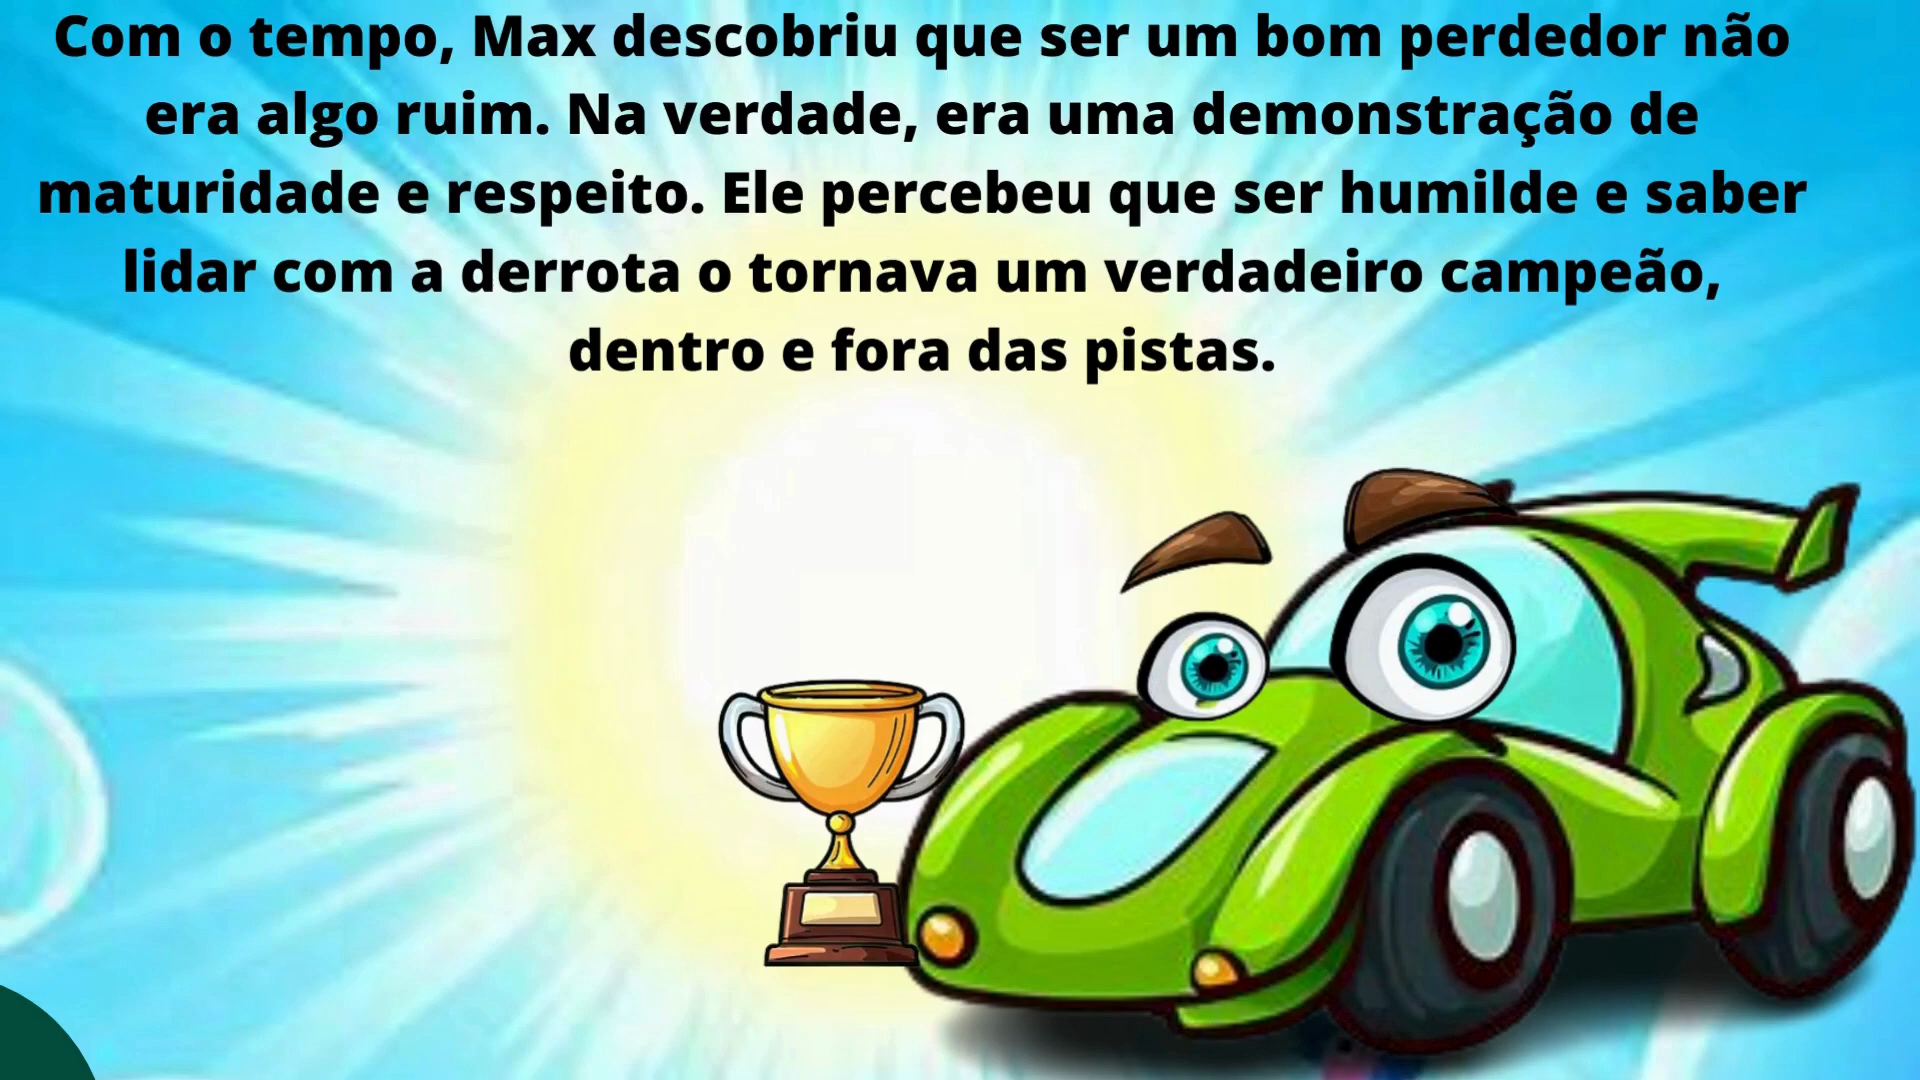 Com o tempo, Max descobriu que ser um bom perdedor não
era algo ruim. Na verdade, era uma demonstração de
maturidade e respeito. Ele percebeu que ser humilde e saber
lidar com a derrota o tornava um verdadeiro campeão,
dentro e fora das pistas.